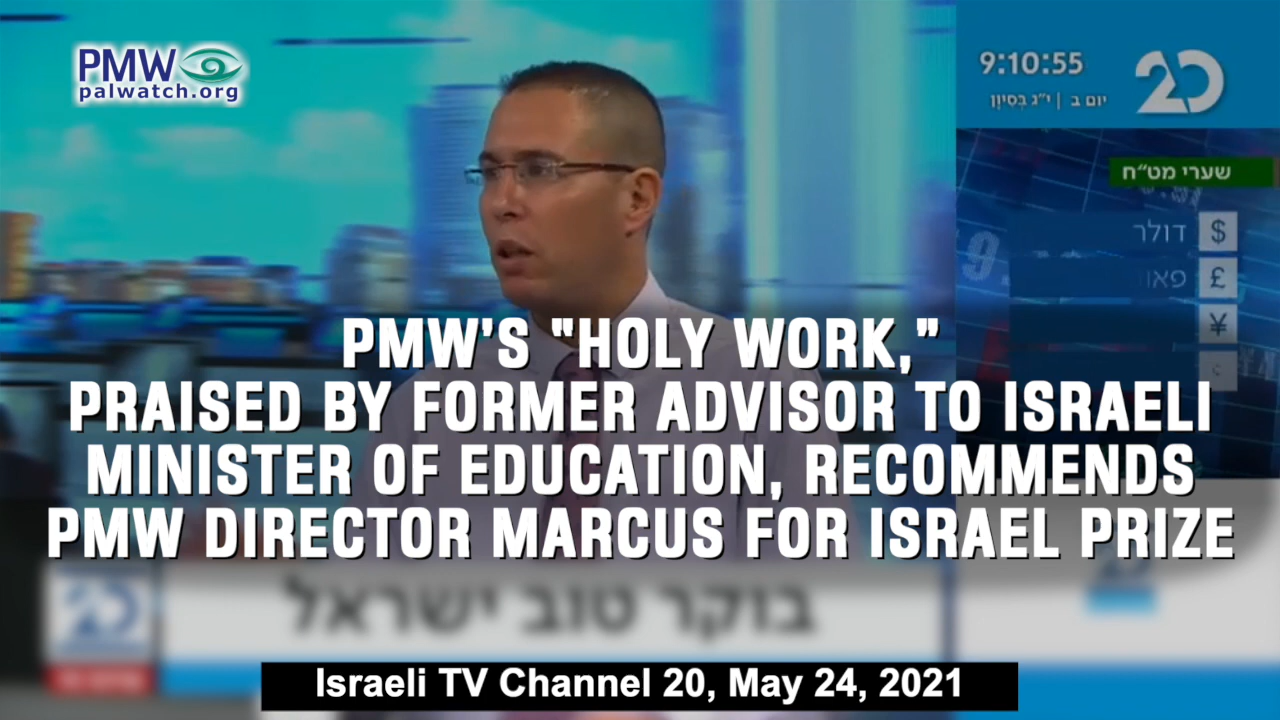 PMW
palwatch.org
9:10:55
20
יום ב | י״ג בְּסִיוָן
שערי מט״ח
דולר $
£
¥
PMW'S "HOLY WORK,"
PRAISED BY FORMER ADVISOR TO ISRAELI
MINISTER OF EDUCATION, RECOMMENDS
PMW DIRECTOR MARCUS FOR ISRAEL PRIZE
20
בוקר טוב ישראל
Israeli TV Channel 20, May 24, 2021